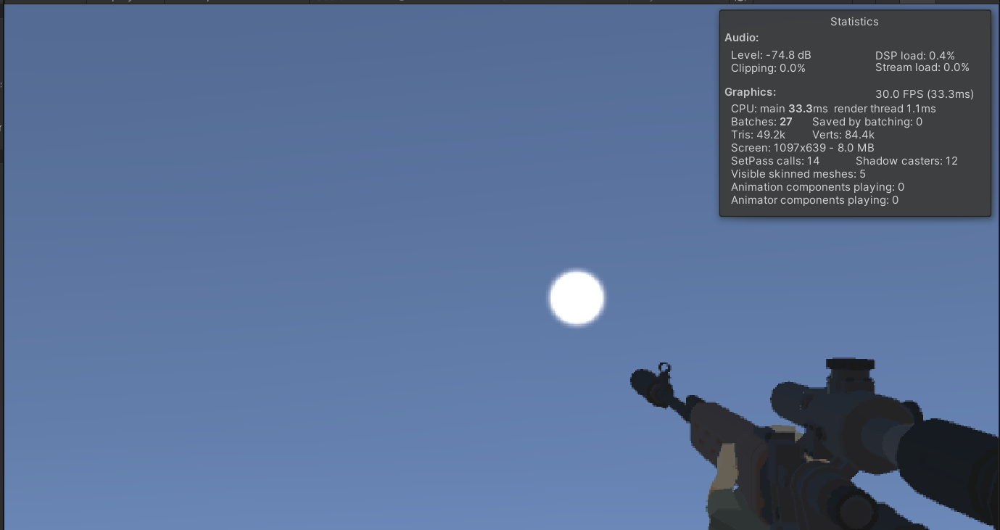 Statistics
Audio:
Level: -74.8 dB DSP load: 0.4%
Clipping: 0.0% Stream load: 0.0%
Graphics: 30.0 FPS (33.3ms)
CPU: main 33.3ms render thread 1.1ms
Batches: 27 Saved by batching: 0
Tris: 49.2k Verts: 84.4k
Screen: 1097x639 - 8.0 MB
SetPass calls: 14 Shadow casters: 12
Visible skinned meshes: 5
Animation components playing: 0
Animator components playing: 0